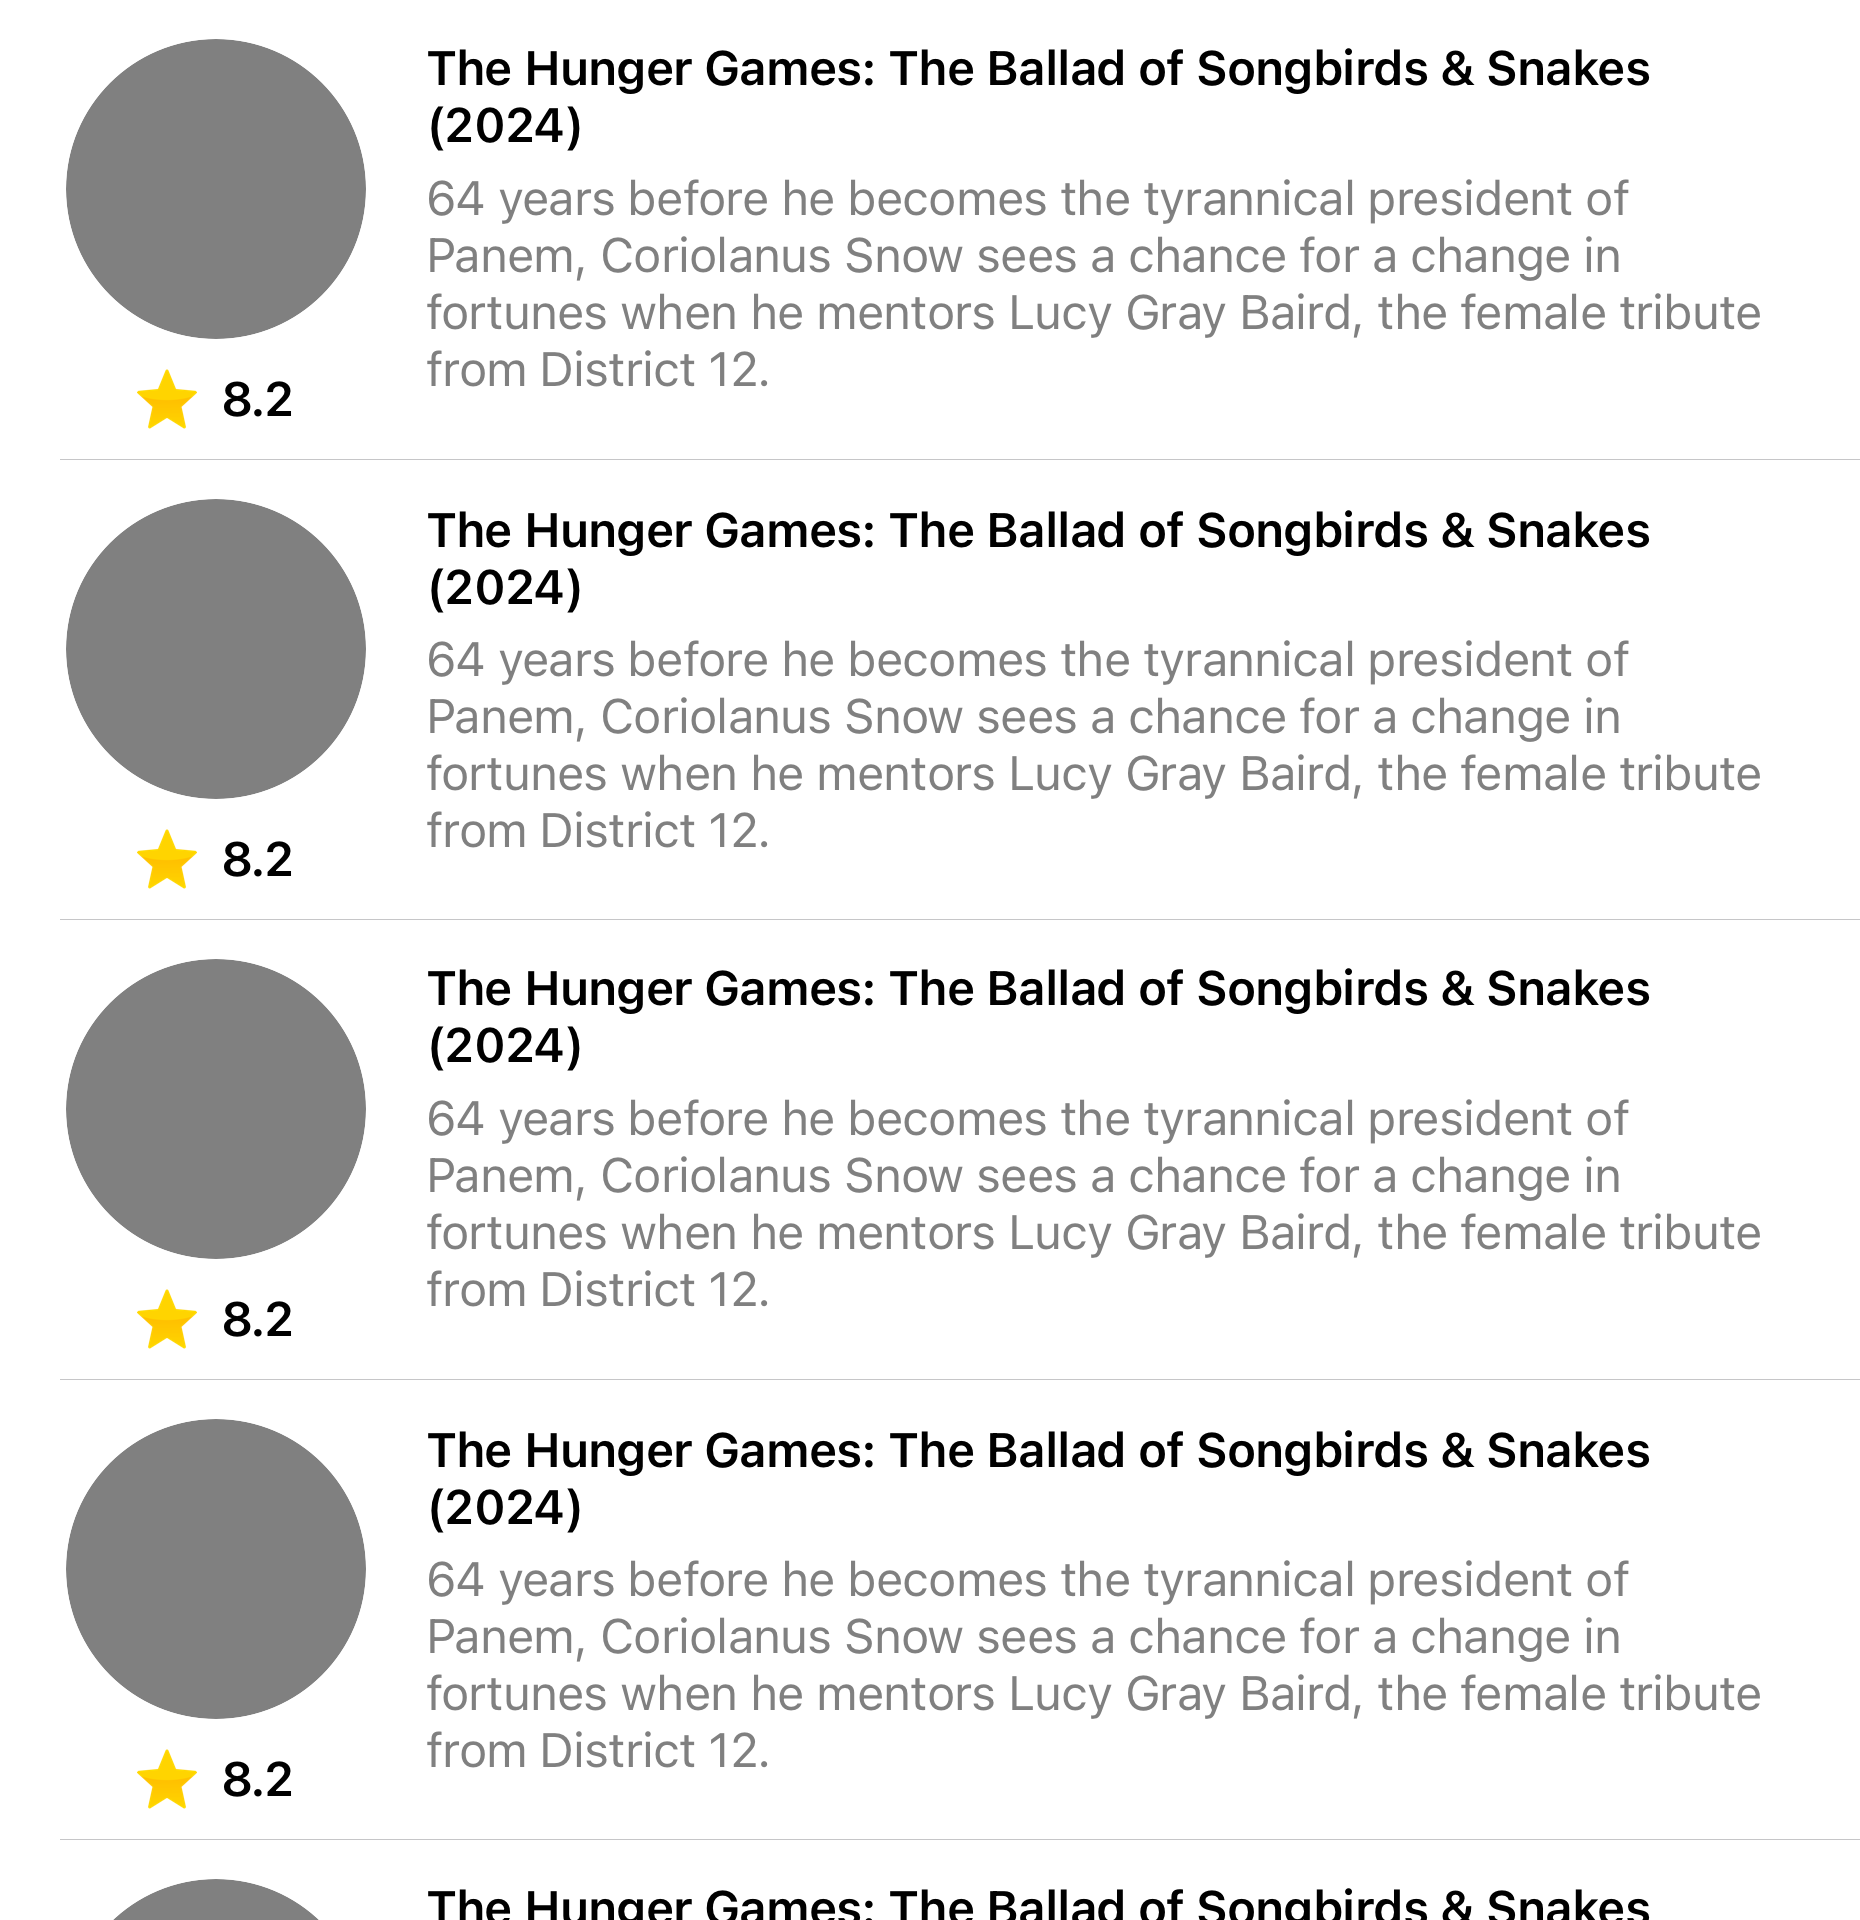 The Hunger Games: The Ballad of Songbirds & Snakes
(2024)
64 years before he becomes the tyrannical president of
Panem, Coriolanus Snow sees a chance for a change in
fortunes when he mentors Lucy Gray Baird, the female tribute
from District 12.
⭐ 8.2
The Hunger Games: The Ballad of Songbirds & Snakes
(2024)
64 years before he becomes the tyrannical president of
Panem, Coriolanus Snow sees a chance for a change in
fortunes when he mentors Lucy Gray Baird, the female tribute
from District 12.
⭐ 8.2
The Hunger Games: The Ballad of Songbirds & Snakes
(2024)
64 years before he becomes the tyrannical president of
Panem, Coriolanus Snow sees a chance for a change in
fortunes when he mentors Lucy Gray Baird, the female tribute
from District 12.
⭐ 8.2
The Hunger Games: The Ballad of Songbirds & Snakes
(2024)
64 years before he becomes the tyrannical president of
Panem, Coriolanus Snow sees a chance for a change in
fortunes when he mentors Lucy Gray Baird, the female tribute
from District 12.
⭐ 8.2
The Hunger Games: The Ballad of Songbirds & Snakes